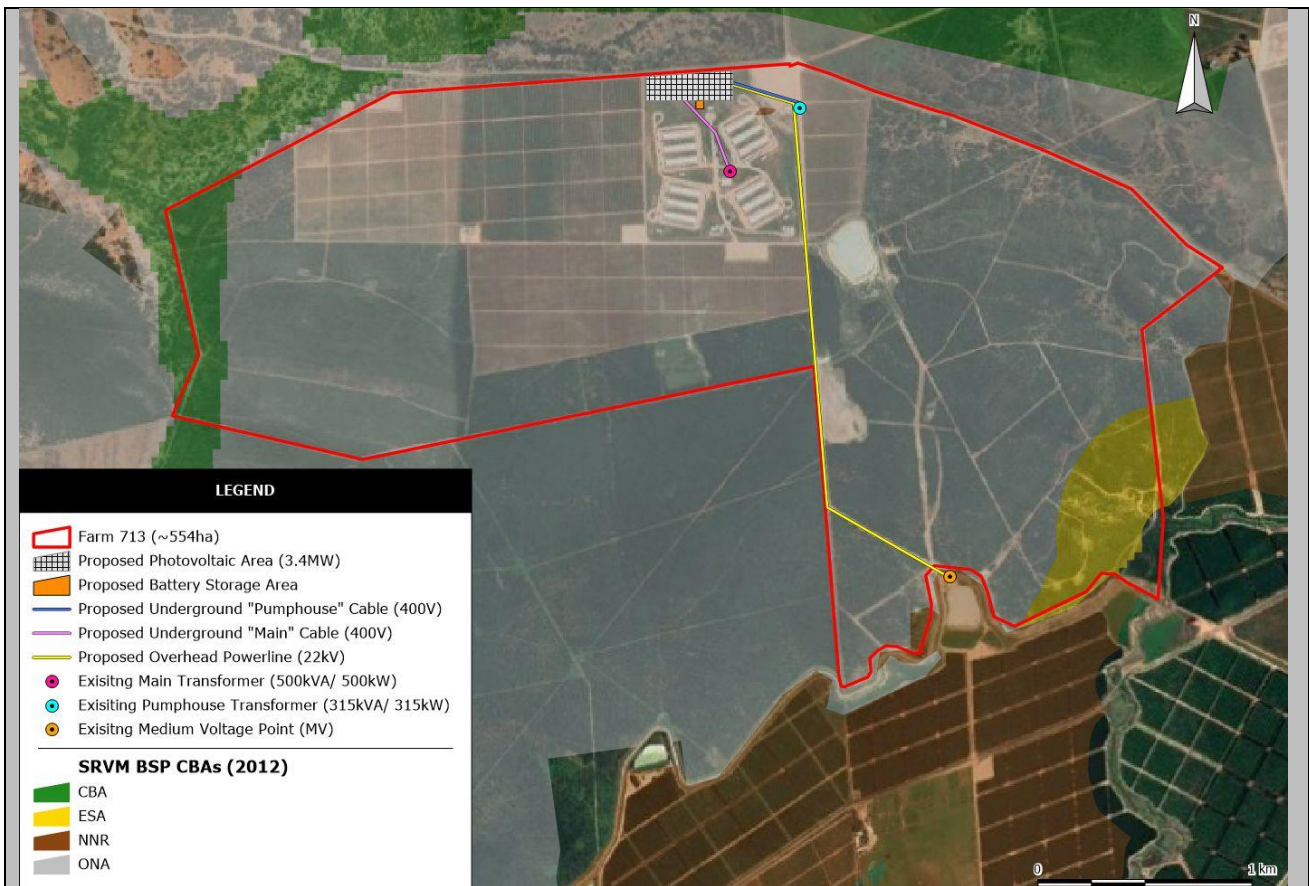 N
LEGEND
Farm 713 (~554ha)
Proposed Photovoltaic Area (3.4MW)
Proposed Battery Storage Area
Proposed Underground "Pumphouse" Cable (400V)
Proposed Underground "Main" Cable (400V)
Proposed Overhead Powerline (22kV)
Exisitng Main Transformer (500kVA/ 500kW)
Exisiting Pumphouse Transformer (315kVA/ 315kW)
Exisitng Medium Voltage Point (MV)
SRVM BSP CBAs (2012)
CBA
ESA
NNR
ONA
0 1 km